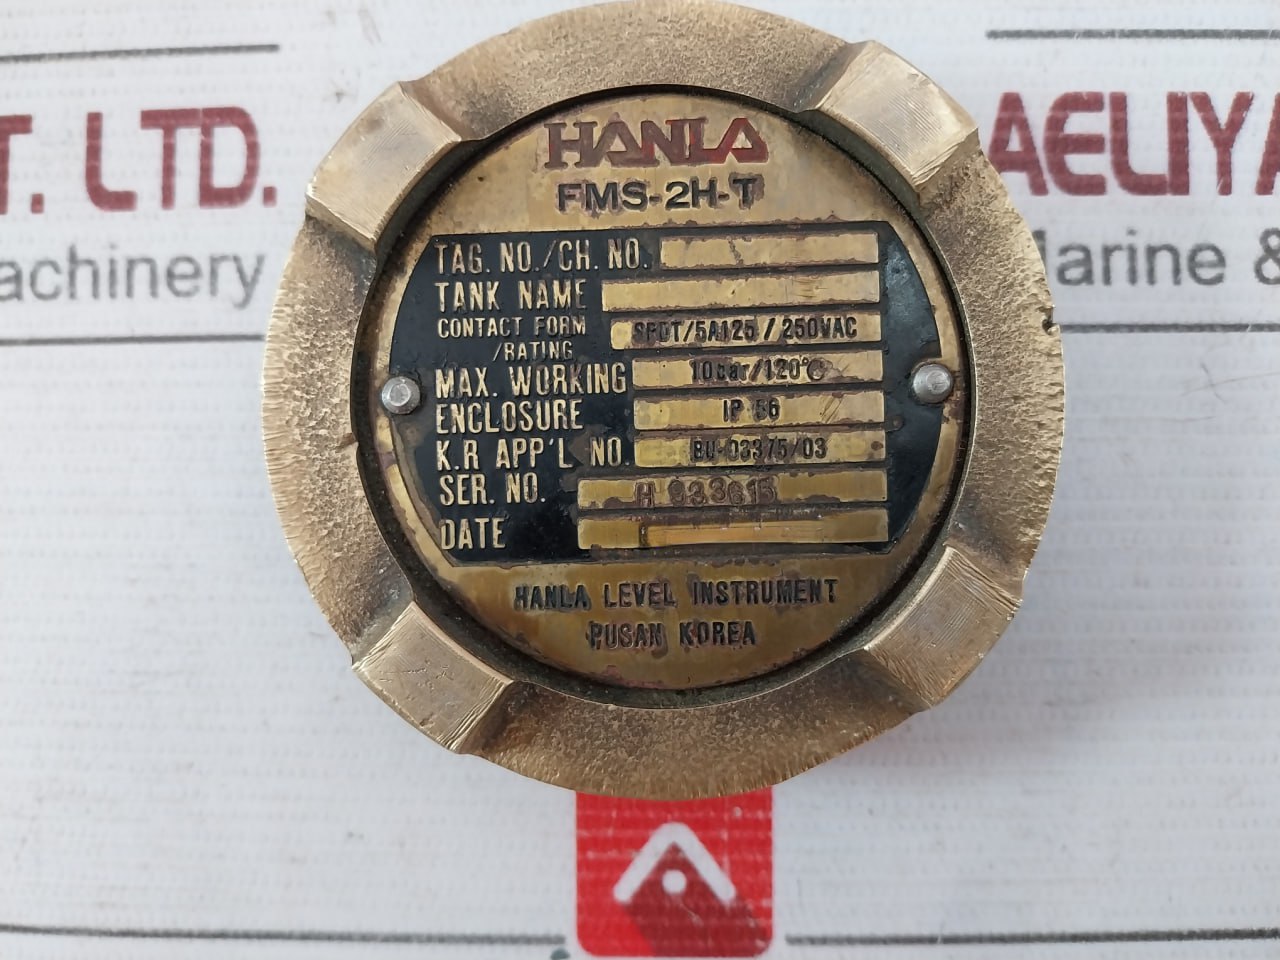 T. LTD.
achinery
AELIYA
arine &
HANLA
FMS-2H-T
TAG. NO./CH. NO.
TANK NAME
CONTACT FORM SPDT/5A125/250VAC
/RATING
MAX. WORKING 10bar/120°C
ENCLOSURE IP 56
K.R APP'L NO. BU-03375/03
SER. NO. H 933615
DATE
HANLA LEVEL INSTRUMENT
PUSAN KOREA